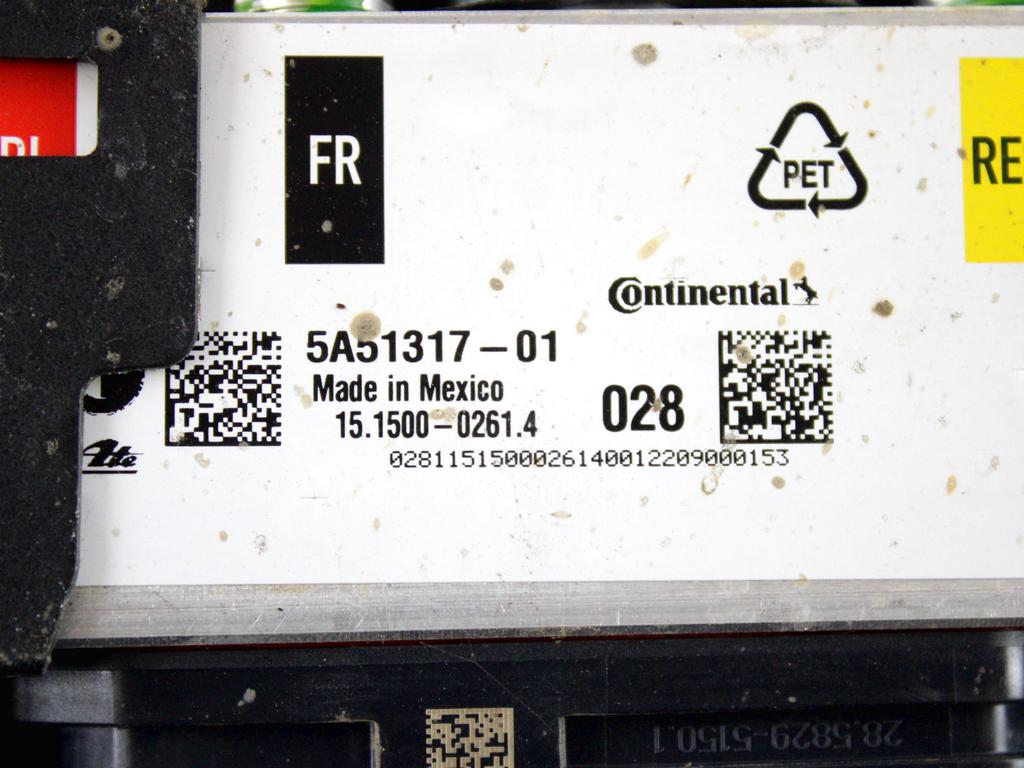 FR
PET
RE
Continental
5A51317-01
Made in Mexico
028
15.1500-0261.4
Ate
0281151500026140012209000153
28.5829-5150.1